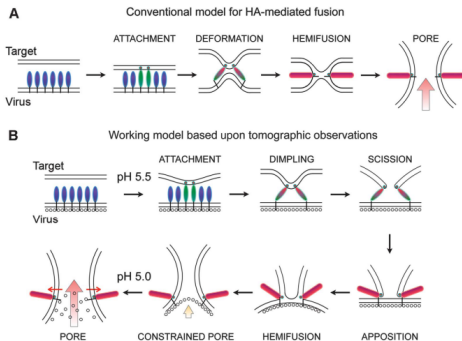 A
Conventional model for HA-mediated fusion
Target
Virus
ATTACHMENT
DEFORMATION
HEMIFUSION
PORE
B
Working model based upon tomographic observations
Target
Virus
pH 5.5
ATTACHMENT
DIMPLING
SCISSION
pH 5.0
PORE
CONSTRAINED PORE
HEMIFUSION
APPOSITION